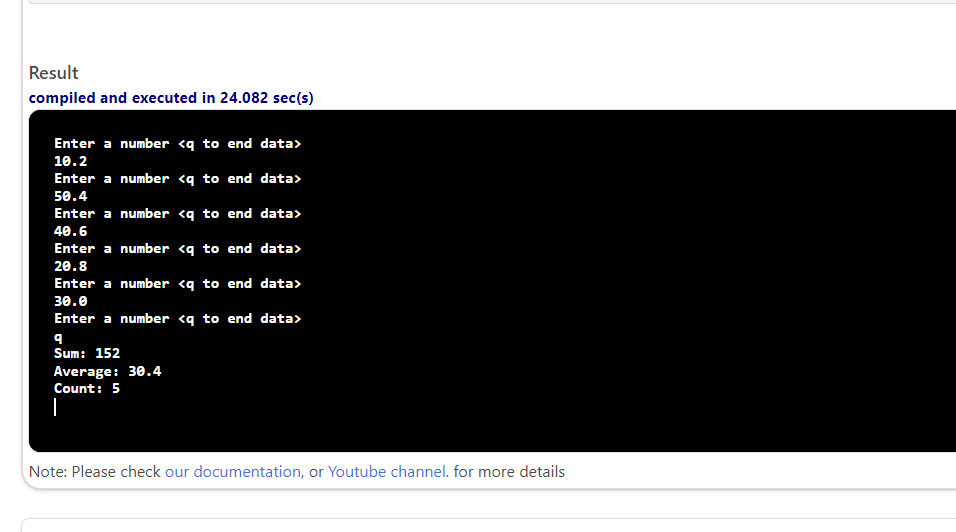 Result
compiled and executed in 24.082 sec(s)
Enter a number <q to end data>
10.2
Enter a number <q to end data>
50.4
Enter a number <q to end data>
40.6
Enter a number <q to end data>
20.8
Enter a number <q to end data>
30.0
Enter a number <q to end data>
q
Sum: 152
Average: 30.4
Count: 5
Note: Please check our documentation, or Youtube channel. for more details